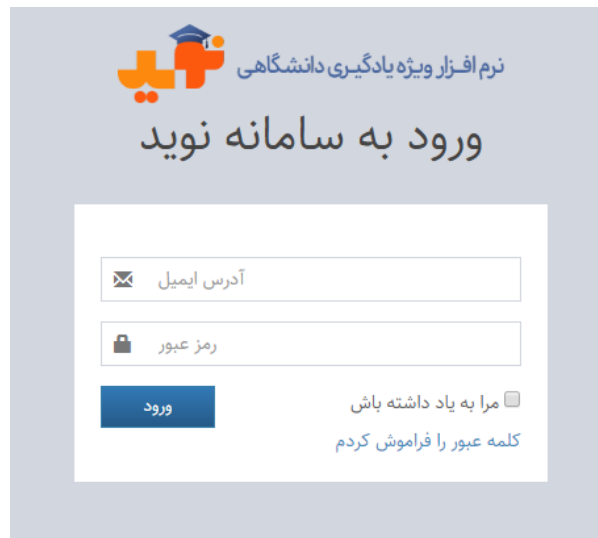 نرم افزار ویژه یادگیری دانشگاهی نوید
ورود به سامانه نوید
آدرس ایمیل
رمز عبور
مرا به یاد داشته باش ورود
کلمه عبور را فراموش کردم